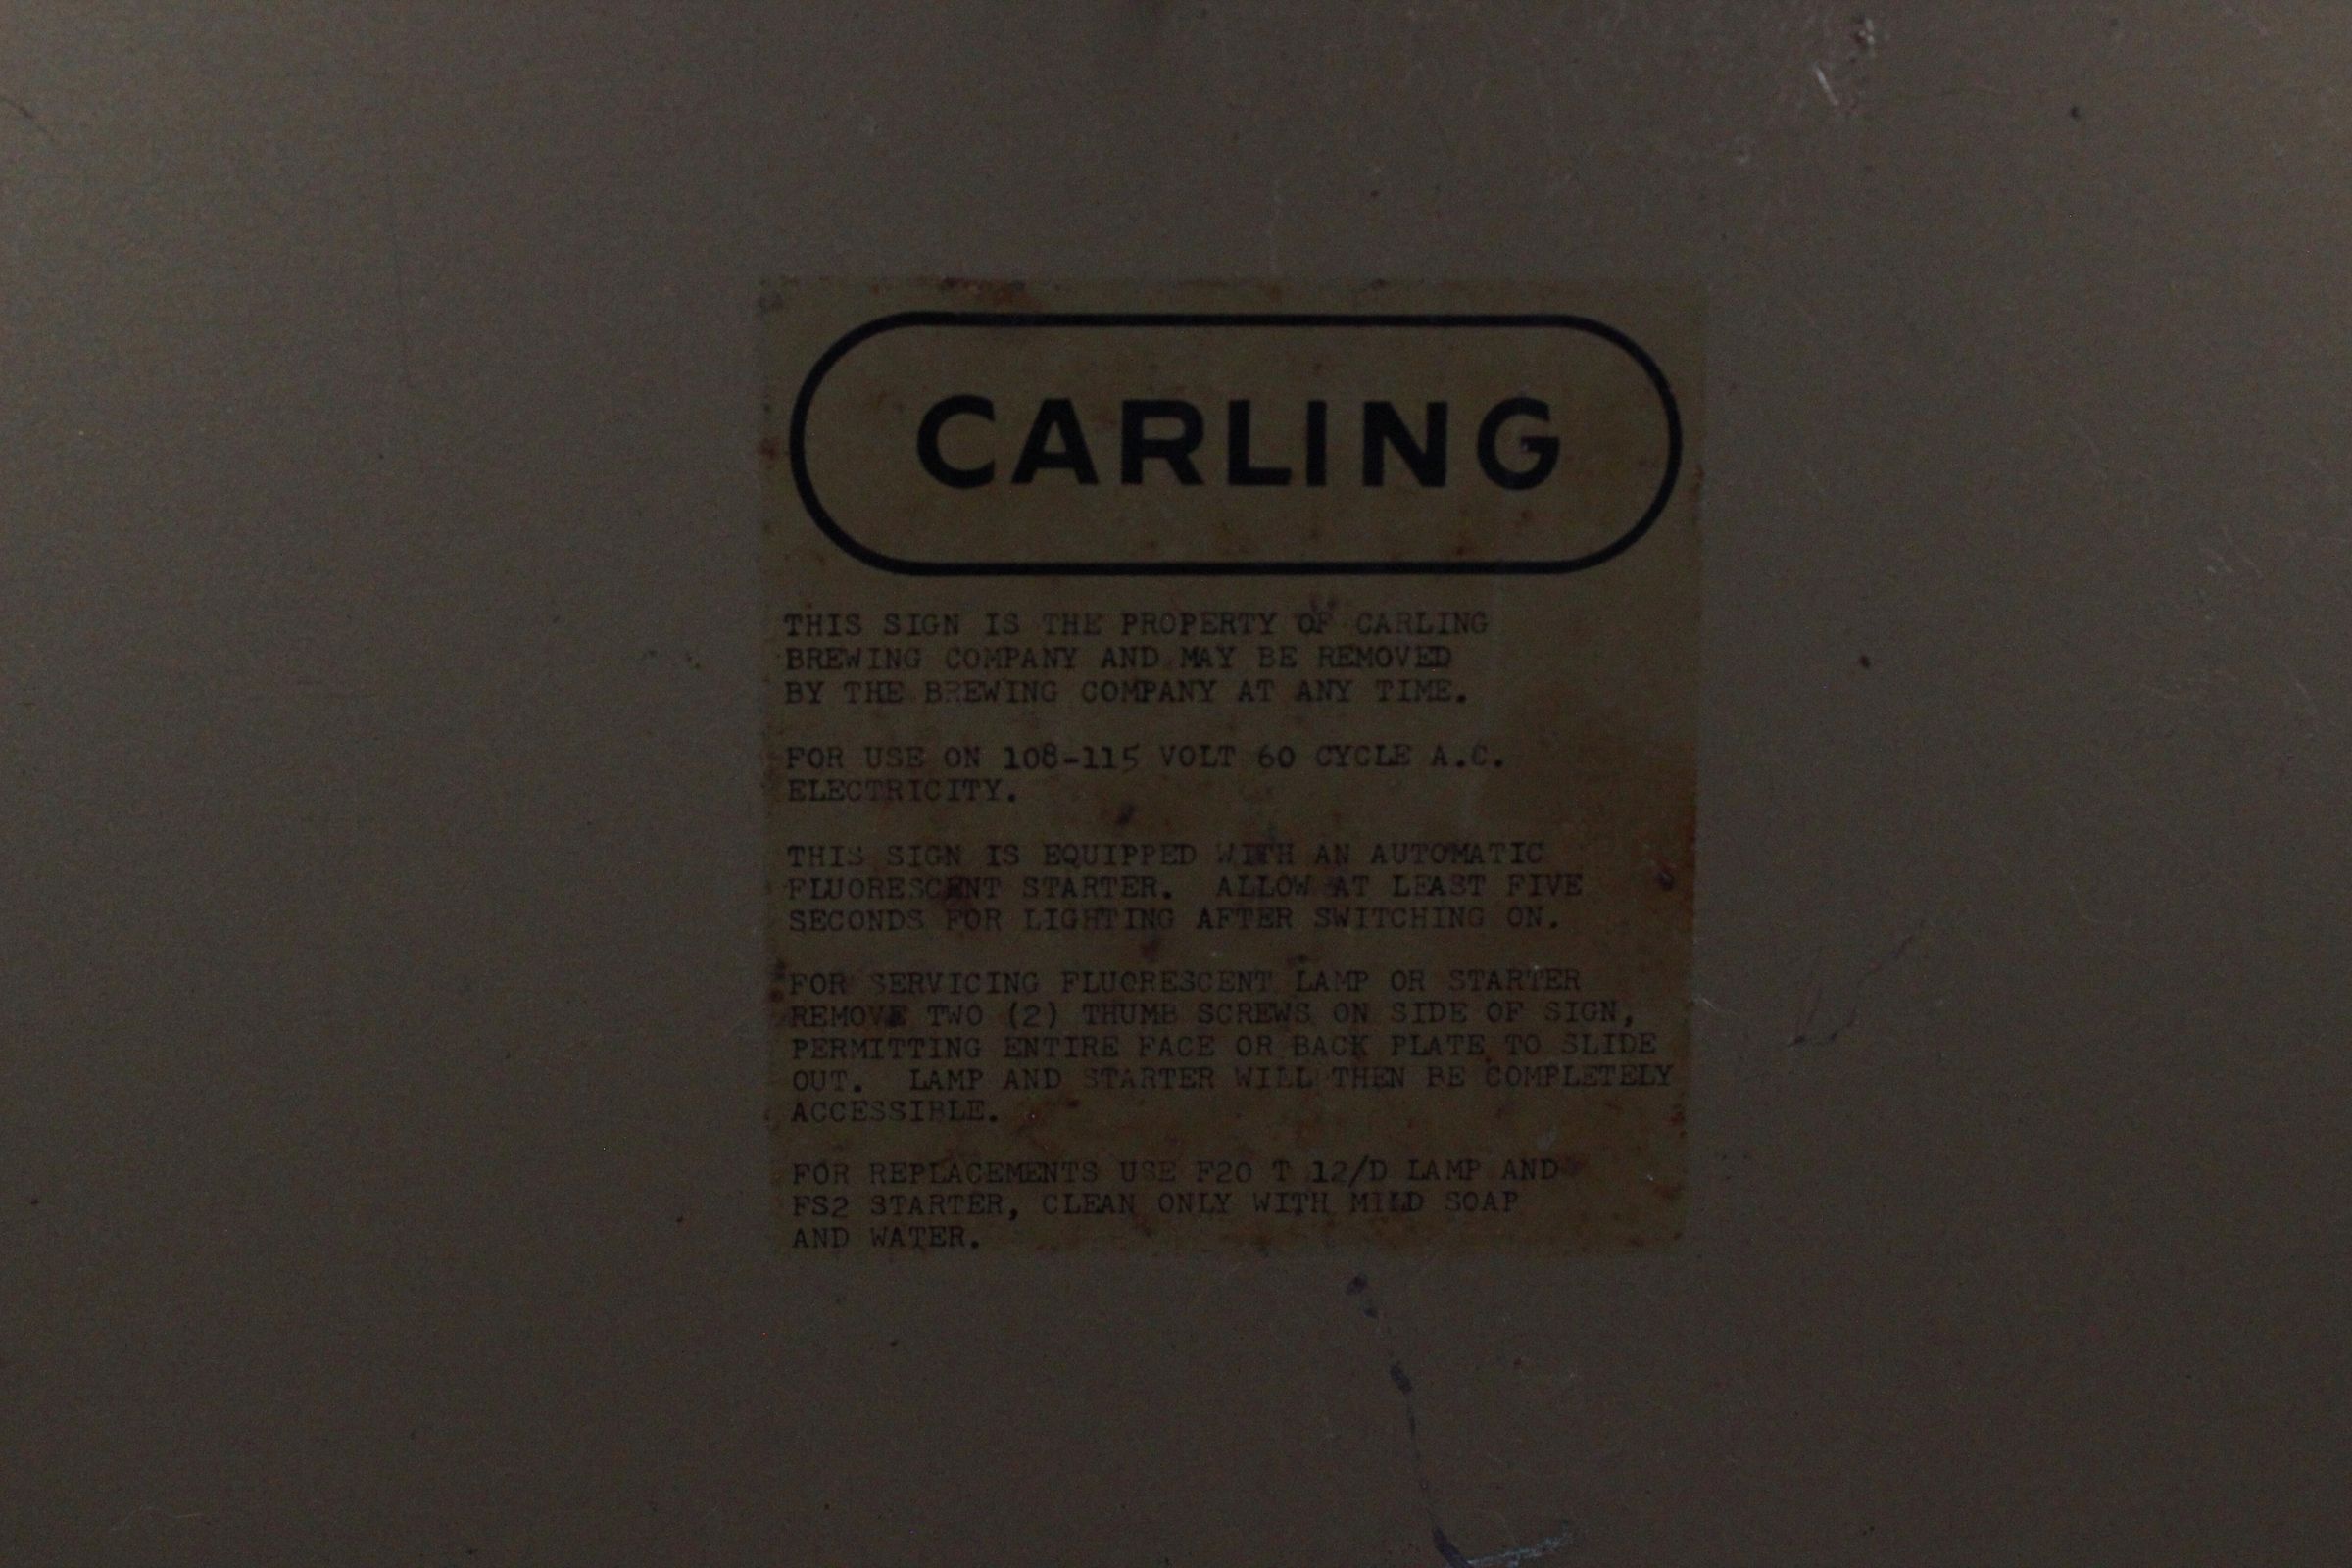 CARLING
THIS SIGN IS THE PROPERTY OF CARLING
BREWING COMPANY AND MAY BE REMOVED
BY THE BREWING COMPANY AT ANY TIME.
FOR USE ON 108-115 VOLT 60 CYCLE A.C.
ELECTRICITY.
THIS SIGN IS EQUIPPED WITH AN AUTOMATIC
FLUORESCENT STARTER. ALLOW AT LEAST FIVE
SECONDS FOR LIGHTING AFTER SWITCHING ON.
FOR SERVICING FLUORESCENT LAMP OR STARTER
REMOVE TWO (2) THUMB SCREWS ON SIDE OF SIGN,
PERMITTING ENTIRE FACE OR BACK PLATE TO SLIDE
OUT. LAMP AND STARTER WILL THEN BE COMPLETELY
ACCESSIBLE.
FOR REPLACEMENTS USE F20 T 12/D LAMP AND
FS2 STARTER, CLEAN ONLY WITH MILD SOAP
AND WATER.